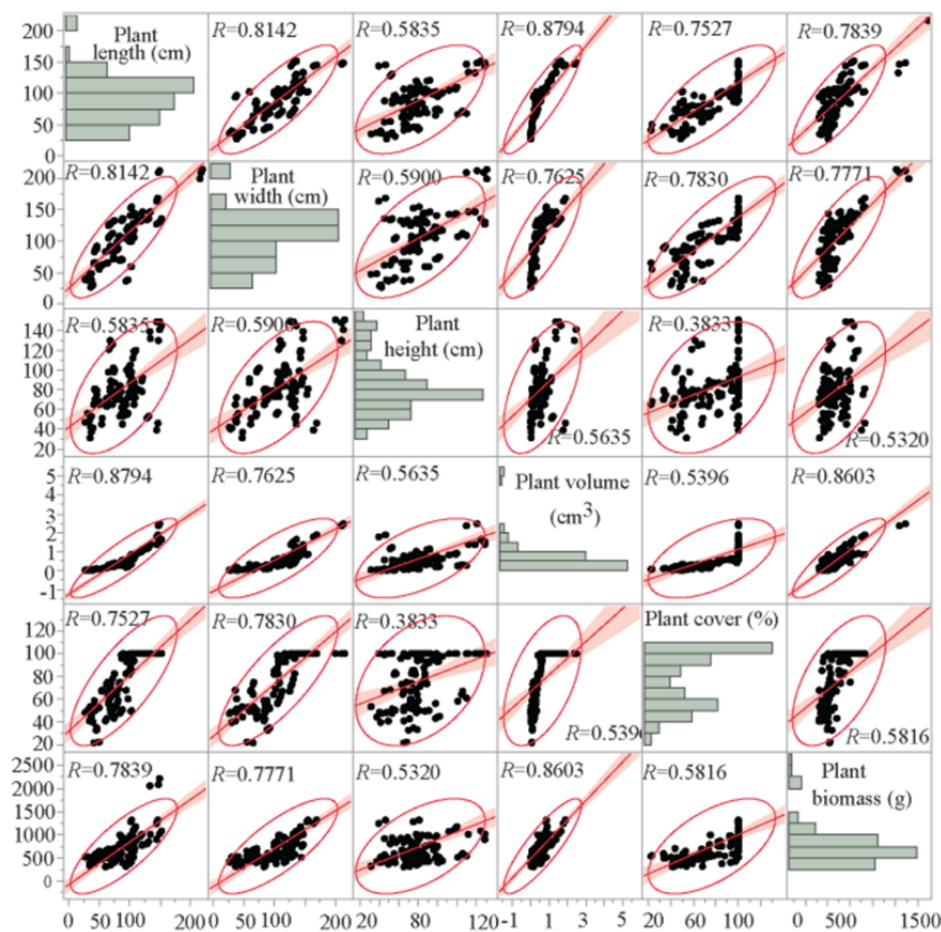 200
150
100
50
0
Plant
length (cm)
R=0.8142
R=0.5835
R=0.8794
R=0.7527
R=0.7839
200
150
100
50
0
R=0.8142
Plant
width (cm)
R=0.5900
R=0.7625
R=0.7830
R=0.7771
140
120
100
80
60
40
20
R=0.5835
R=0.5900
Plant
height (cm)
R=0.5635
R=0.3833
R=0.5320
5
4
3
2
1
0
-1
R=0.8794
R=0.7625
R=0.5635
Plant volume
(cm3)
R=0.5396
R=0.8603
120
100
80
60
40
20
R=0.7527
R=0.7830
R=0.3833
R=0.539
Plant cover (%)
R=0.5816
2500
2000
1500
1000
500
0
R=0.7839
R=0.7771
R=0.5320
R=0.8603
R=0.5816
Plant
biomass (g)
0 50 100 200
0 50 100 200
20 80 120
-1 1 3 5
20 60 100
0 500 1500